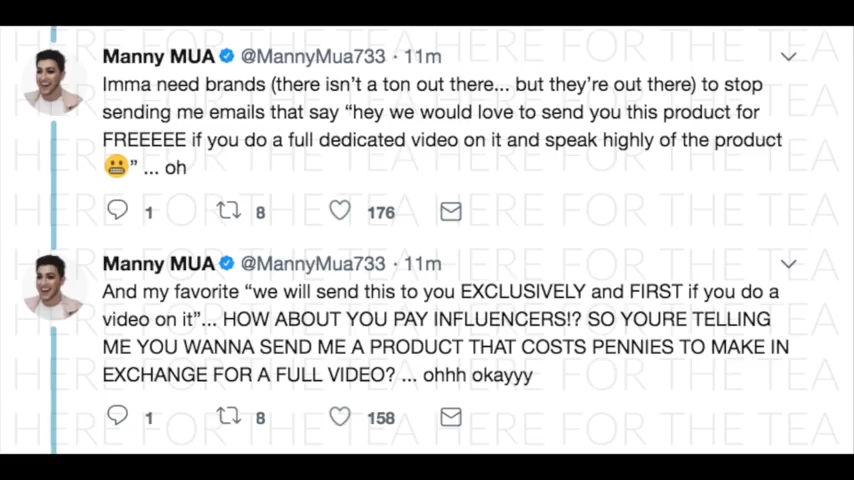 HERE FOR THE TEA HERE FOR THE TEA
Manny MUA @MannyMua733 · 11m
Imma need brands (there isn't a ton out there... but they're out there) to stop
sending me emails that say “hey we would love to send you this product for
FREEEEE if you do a full dedicated video on it and speak highly of the product
😬” ... oh
1 8 176
Manny MUA @MannyMua733 · 11m
And my favorite “we will send this to you EXCLUSIVELY and FIRST if you do a
video on it”... HOW ABOUT YOU PAY INFLUENCERS!? SO YOURE TELLING
ME YOU WANNA SEND ME A PRODUCT THAT COSTS PENNIES TO MAKE IN
EXCHANGE FOR A FULL VIDEO? ... ohhh okayyy
1 8 158